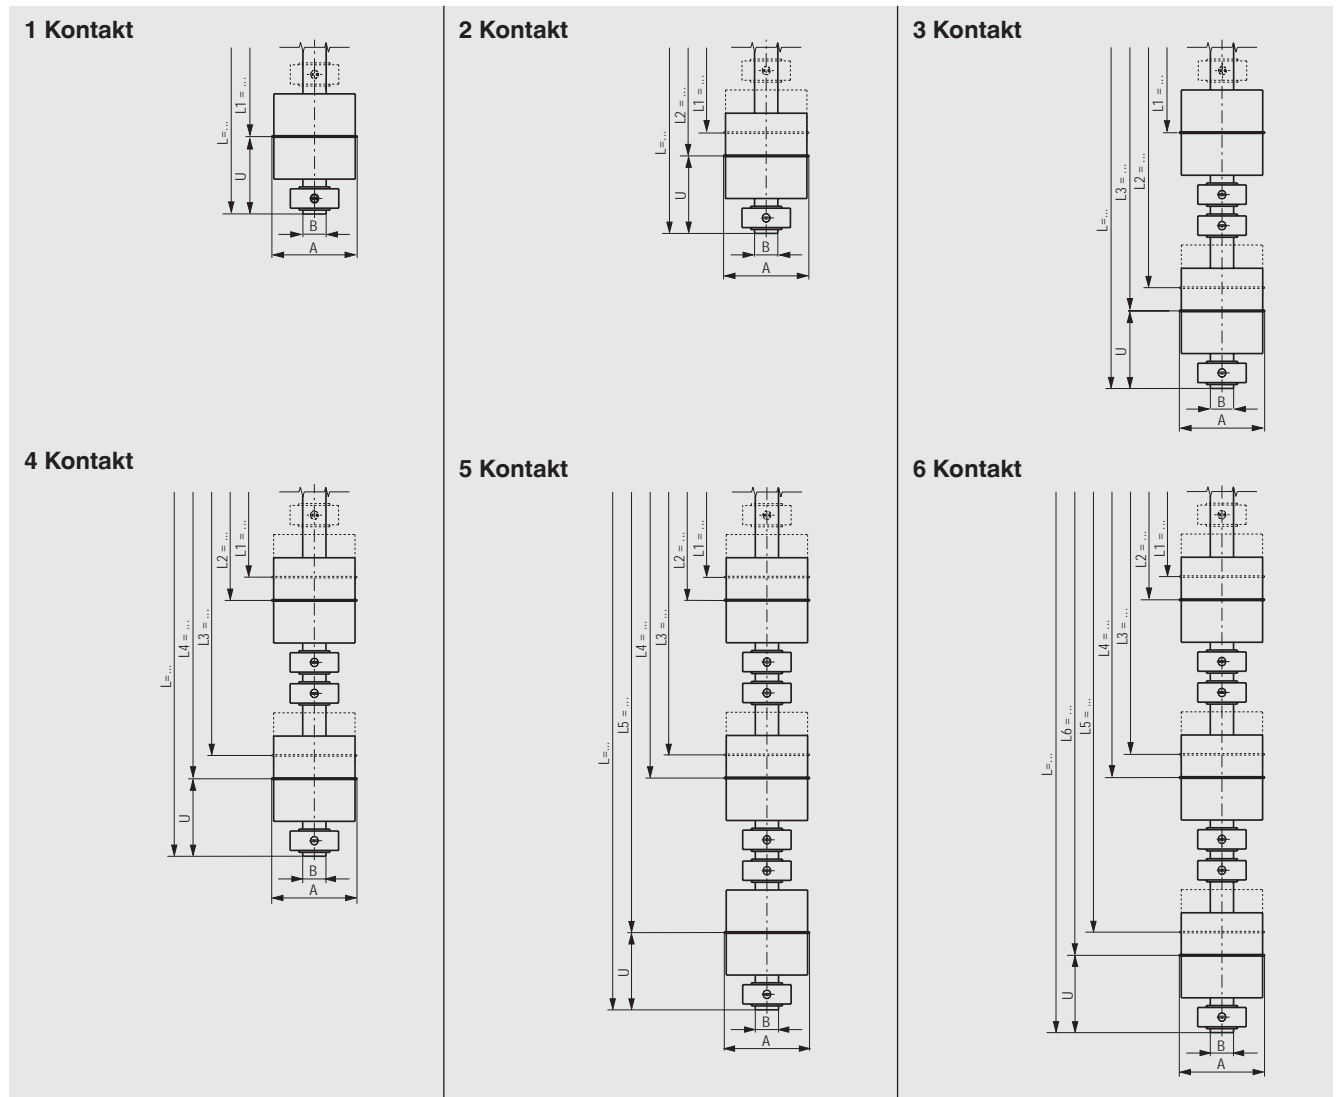 1 Kontakt
L=...
L1 = ...
U
B
A
2 Kontakt
L=...
L2 = ...
L1 = ...
U
B
A
3 Kontakt
L=...
L3 = ...
L2 = ...
L1 = ...
U
B
A
4 Kontakt
L=...
L4 = ...
L3 = ...
L2 = ...
L1 = ...
U
B
A
5 Kontakt
L=...
L5 = ...
L4 = ...
L3 = ...
L2 = ...
L1 = ...
U
B
A
6 Kontakt
L=...
L6 = ...
L5 = ...
L4 = ...
L3 = ...
L2 = ...
L1 = ...
U
B
A